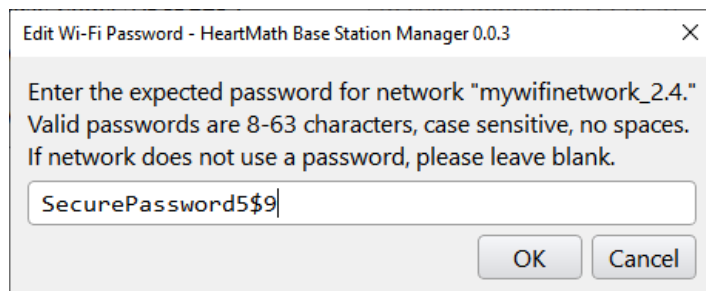 Edit Wi-Fi Password - HeartMath Base Station Manager 0.0.3
Enter the expected password for network "mywifinetwork_2.4."
Valid passwords are 8-63 characters, case sensitive, no spaces.
If network does not use a password, please leave blank.
SecurePassword5$9
OK Cancel